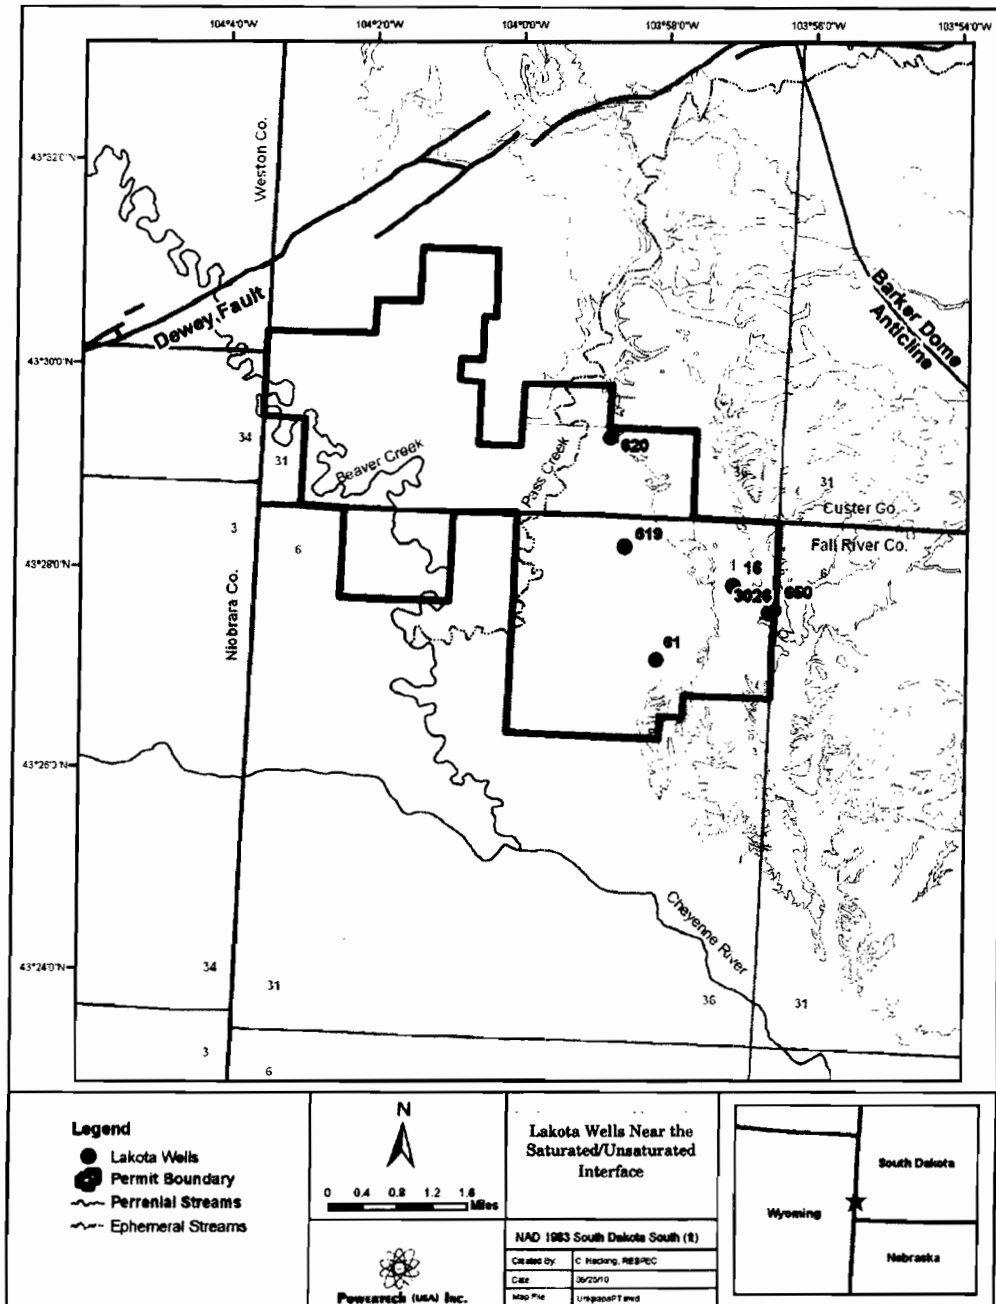 104°4'0"W 104°2'0"W 104°0'0"W 103°58'0"W 103°56'0"W 103°54'0"W
43°32'0"N
Weston Co.
Dewey Fault
Barker Dome
Anticline
43°30'0"N
34
31
Beaver Creek
Pass Creek
620
36
31
Custer Co.
3
6
619
Fall River Co.
6
43°28'0"N
1
16
3026
650
Niobrara Co.
61
43°26'0"N
Cheyenne River
43°24'0"N
34
31
36
31
3
6
Legend
Lakota Wells
Permit Boundary
Perrenial Streams
Ephemeral Streams
N
0 0.4 0.8 1.2 1.6
Miles
Powertech (USA) Inc.
Lakota Wells Near the
Saturated/Unsaturated
Interface
NAD 1983 South Dakota South (ft)
Created By: C. Hocking, RESPEC
Date 06/25/10
Map File
South Dakota
Wyoming
Nebraska